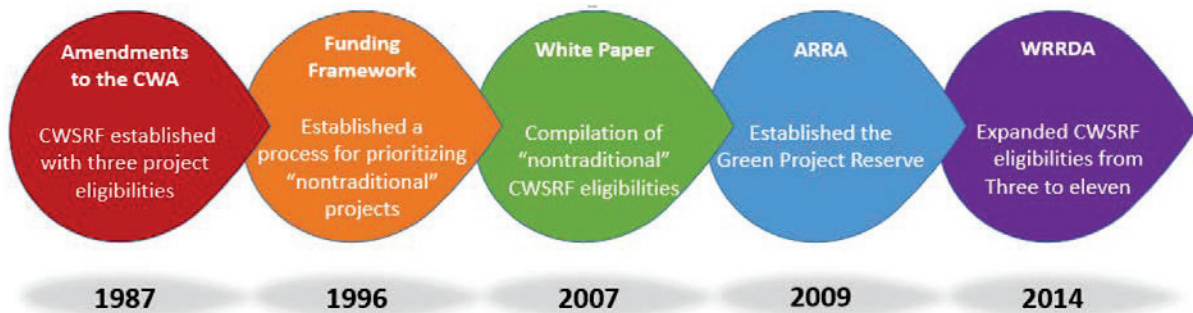 Amendments
to the CWA
CWSRF established
with three project
eligibilities
Funding
Framework
Established a
process for prioritizing
“nontraditional”
projects
White Paper
Compilation of
“nontraditional”
CWSRF eligibilities
ARRA
Established the
Green Project Reserve
WRRDA
Expanded CWSRF
eligibilities from
Three to eleven
1987
1996
2007
2009
2014